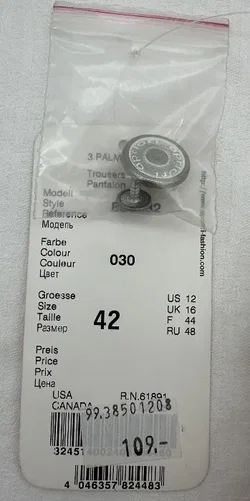 3.PALM
Trousers
Pantalon
Modell
Style
Reference
Модель
42
Farbe
Colour
Couleur
Цвет
030
Groesse
Size
Taille
Размер
42
US 12
UK 16
F 44
RU 48
Preis
Price
Prix
Цена
USA R.N.61891
CANADA
99.38501208
109.-
4 046357 824483